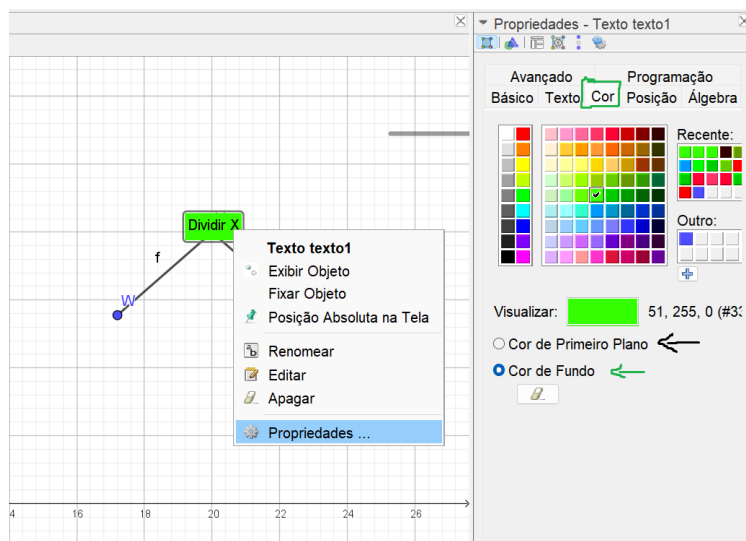 Propriedades - Texto texto1
Avançado Programação
Básico Texto Cor Posição Álgebra
Recente:
Outro:
Dividir X
f
W
Texto texto1
Exibir Objeto
Fixar Objeto
Posição Absoluta na Tela
Renomear
Editar
Apagar
Propriedades ...
Visualizar: 51, 255, 0 (#33
Cor de Primeiro Plano
Cor de Fundo
4 16 18 20 22 24 26